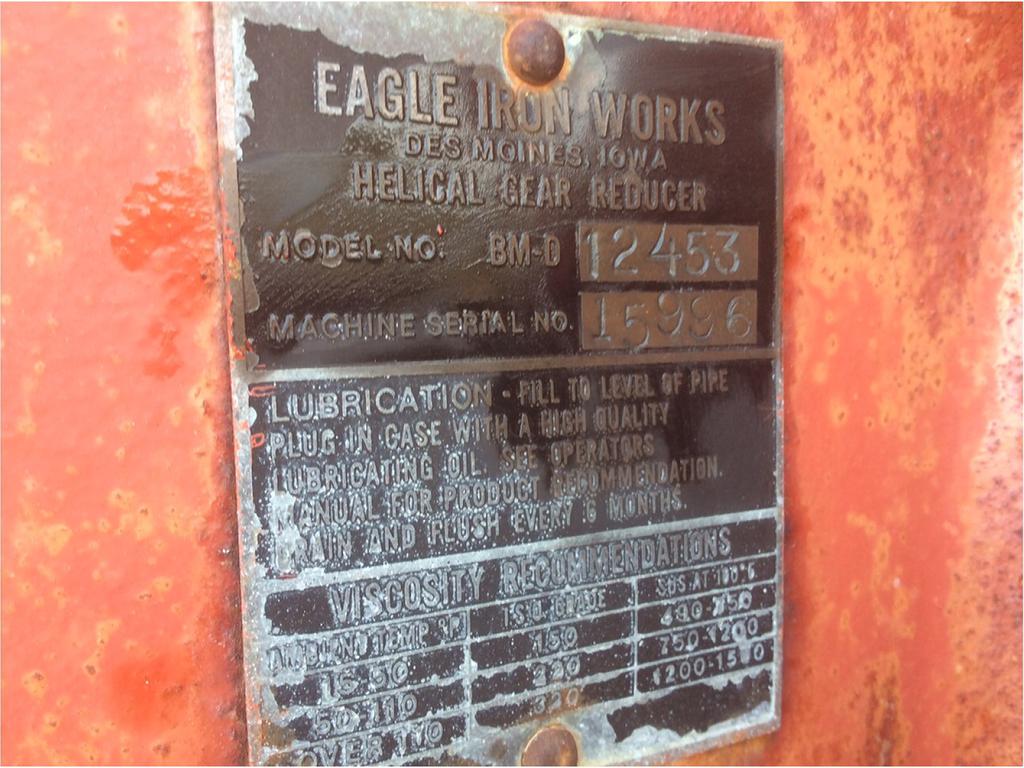 EAGLE IRON WORKS
DES MOINES, IOWA
HELICAL GEAR REDUCER
MODEL NO. BM-D 12453
MACHINE SERIAL NO. 15996
LUBRICATION - FILL TO LEVEL OF PIPE
PLUG IN CASE WITH A HIGH QUALITY
LUBRICATING OIL. SEE OPERATORS
MANUAL FOR PRODUCT RECOMMENDATION.
DRAIN AND FLUSH EVERY 6 MONTHS.
VISCOSITY RECOMMENDATIONS
AMBIENT TEMP °F I.S.O. GRADE SUS AT 100°F
15-50 150
50-110 220 750-1200
OVER 110 320 1200-1500